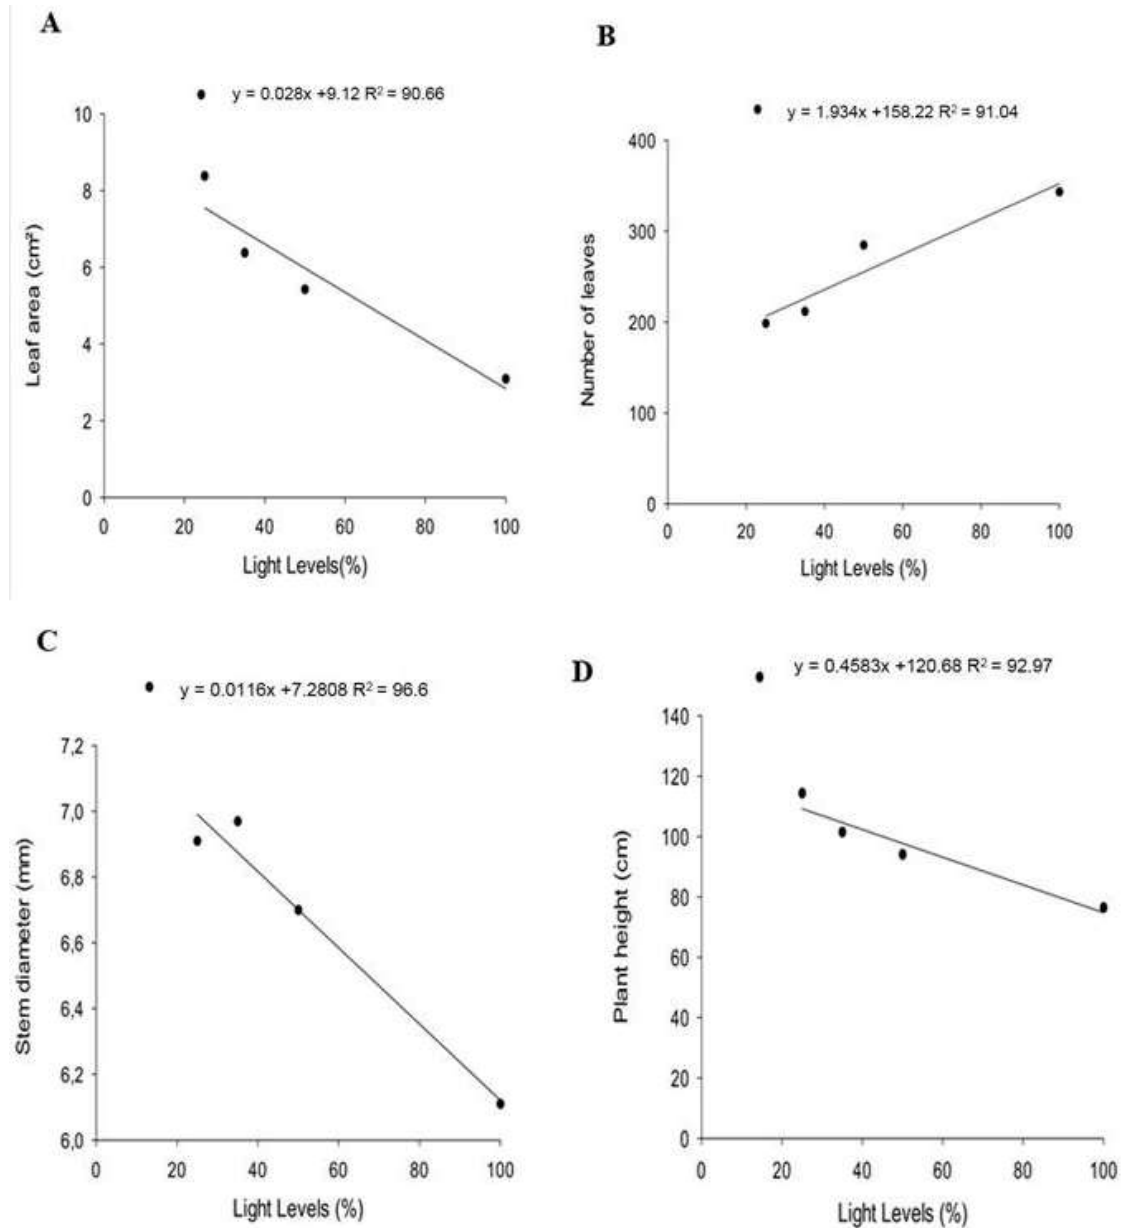 A
y = 0.028x +9.12 R² = 90.66
10
8
6
4
2
0
Leaf area (cm²)
0 20 40 60 80 100
Light Levels(%)
B
y = 1.934x +158.22 R² = 91.04
400
300
200
100
0
Number of leaves
0 20 40 60 80 100
Light Levels (%)
C
y = 0.0116x +7.2808 R² = 96.6
7,2
7,0
6,8
6,6
6,4
6,2
6,0
Stem diameter (mm)
0 20 40 60 80 100
Light Levels (%)
D
y = 0.4583x +120.68 R² = 92.97
140
120
100
80
60
40
20
0
Plant height (cm)
0 20 40 60 80 100
Light Levels (%)